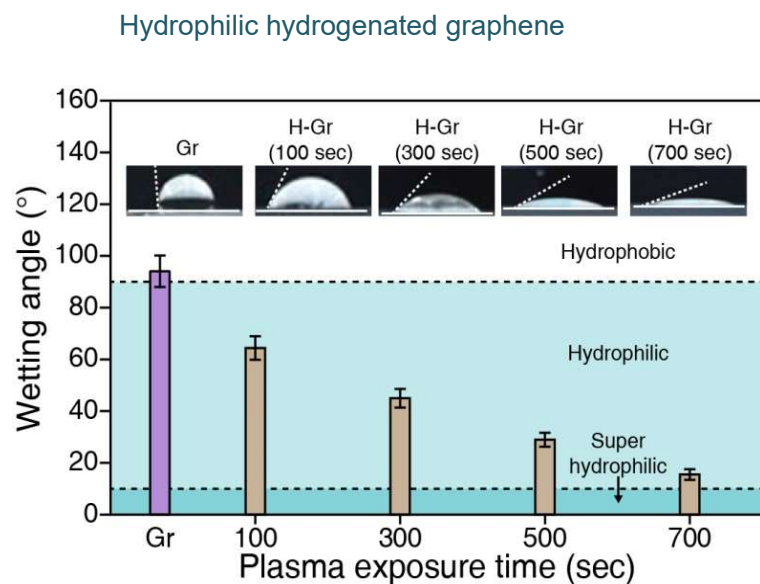 Hydrophilic hydrogenated graphene
160
140
120
100
80
60
40
20
0
Wetting angle (°)
Gr
H-Gr
(100 sec)
H-Gr
(300 sec)
H-Gr
(500 sec)
H-Gr
(700 sec)
Hydrophobic
Hydrophilic
Super
hydrophilic
Gr
100
300
500
700
Plasma exposure time (sec)